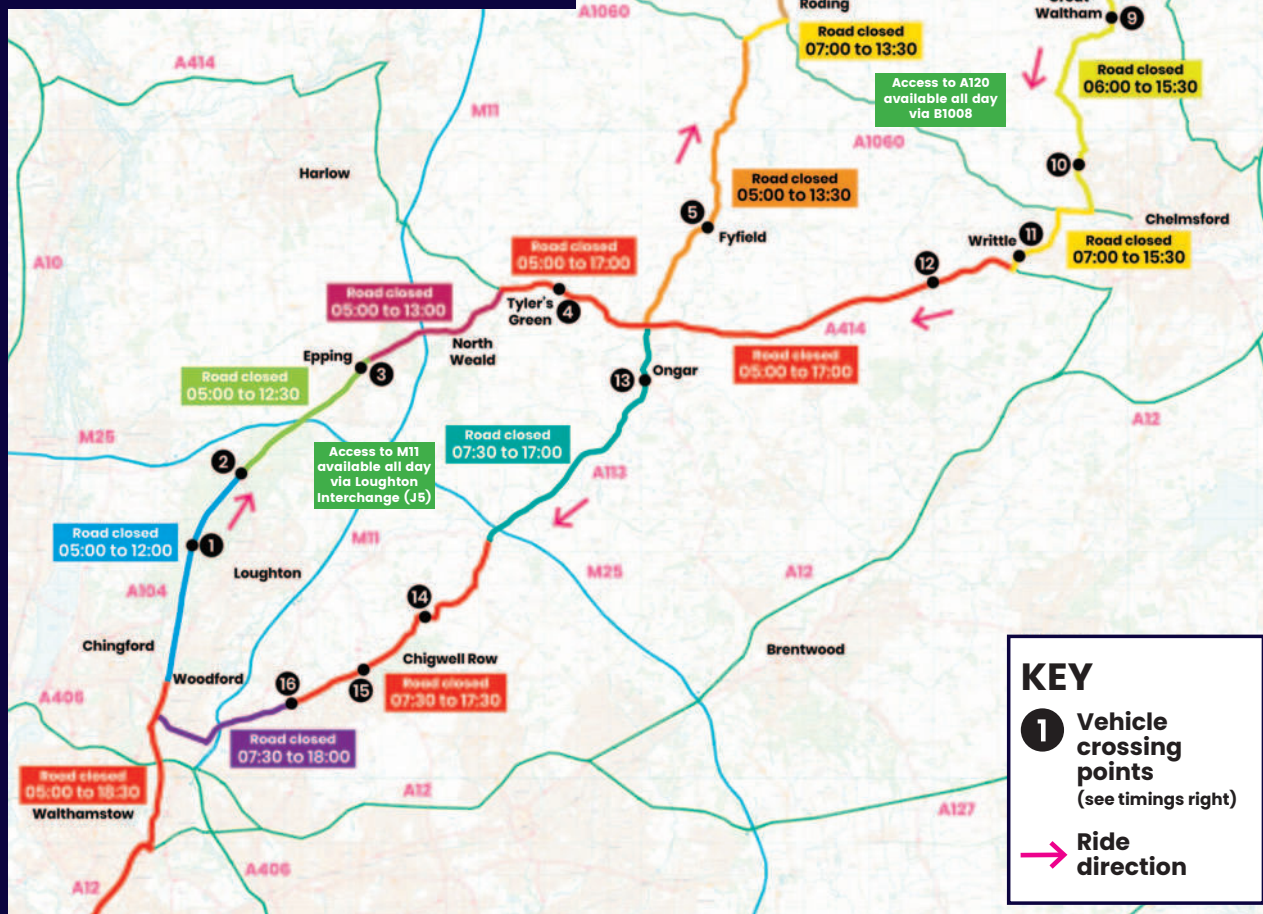 A1060
Roding
Great
Waltham
9
Road closed
07:00 to 13:30
A414
Road closed
06:00 to 15:30
Access to A120
available all day
via B1008
M11
A1060
10
Harlow
Road closed
05:00 to 13:30
5
Fyfield
Chelmsford
Writtle
11
Road closed
07:00 to 15:30
A10
Road closed
05:00 to 17:00
12
Road closed
05:00 to 13:00
Tyler's
Green
4
A414
North
Weald
Epping
3
Road closed
05:00 to 17:00
Ongar
13
Road closed
05:00 to 12:30
A12
M25
Road closed
07:30 to 17:00
Access to M11
available all day
via Loughton
Interchange (J5)
2
A113
Road closed
05:00 to 12:00
1
M11
Loughton
M25
A12
A104
14
Chingford
Brentwood
Chigwell Row
Woodford
16
15
Road closed
07:30 to 17:30
A406
Road closed
07:30 to 18:00
Road closed
05:00 to 18:30
Walthamstow
A12
A127
A406
A12
KEY
1
Vehicle
crossing
points
(see timings right)
Ride
direction